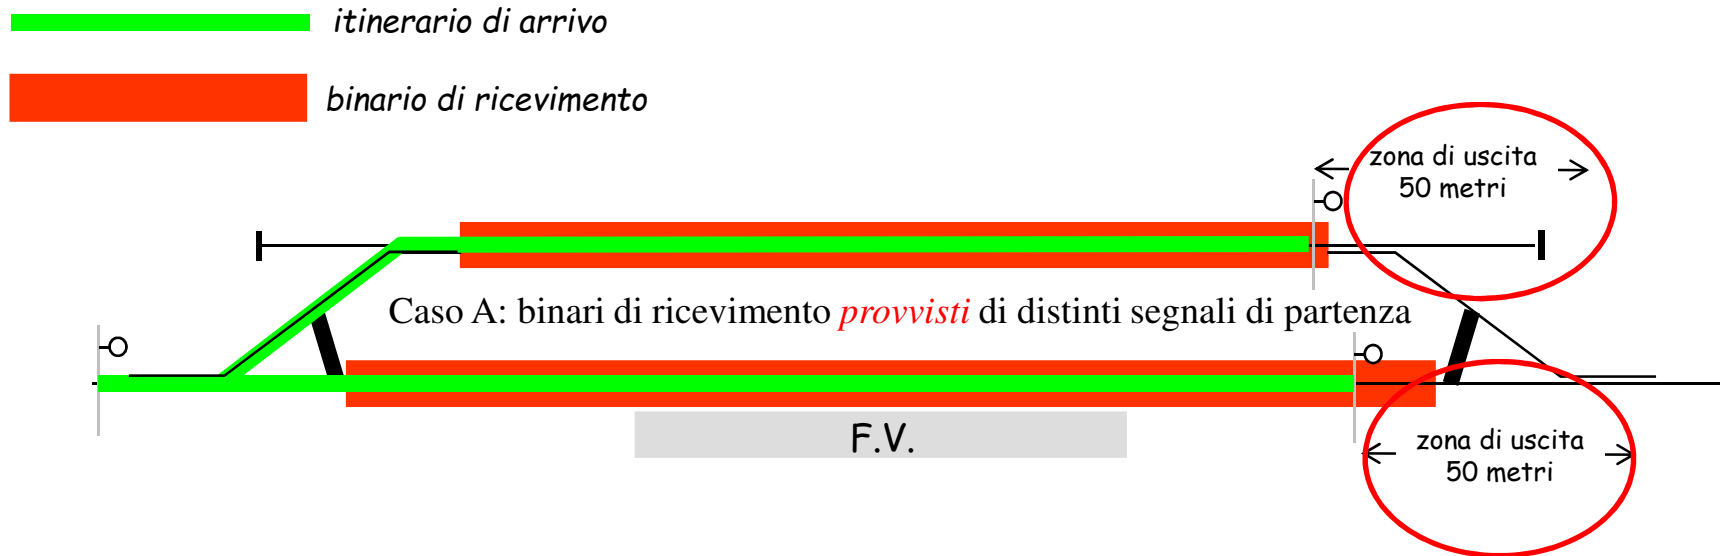 itinerario di arrivo
binario di ricevimento
zona di uscita
50 metri
Caso A: binari di ricevimento provvisti di distinti segnali di partenza
F.V.
zona di uscita
50 metri